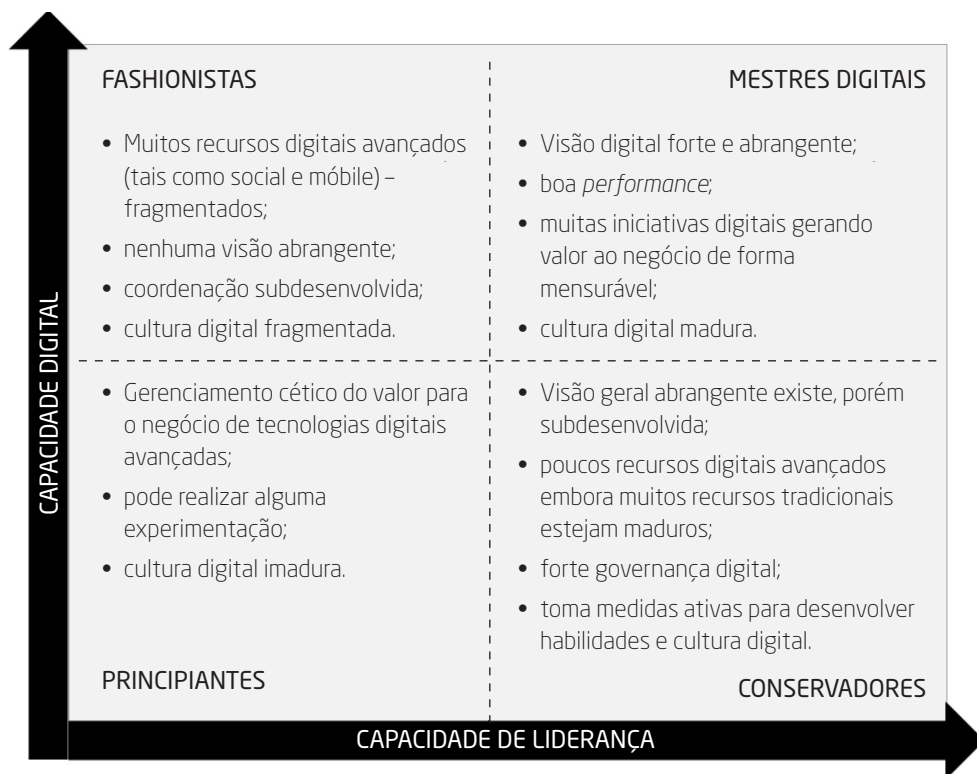 FASHIONISTAS
• Muitos recursos digitais avançados
(tais como social e móbile) –
fragmentados;
• nenhuma visão abrangente;
• coordenação subdesenvolvida;
• cultura digital fragmentada.
MESTRES DIGITAIS
• Visão digital forte e abrangente;
• boa performance;
• muitas iniciativas digitais gerando
valor ao negócio de forma
mensurável;
• cultura digital madura.
CAPACIDADE DIGITAL
• Gerenciamento cético do valor para
o negócio de tecnologias digitais
avançadas;
• pode realizar alguma
experimentação;
• cultura digital imadura.
PRINCIPIANTES
• Visão geral abrangente existe, porém
subdesenvolvida;
• poucos recursos digitais avançados
embora muitos recursos tradicionais
estejam maduros;
• forte governança digital;
• toma medidas ativas para desenvolver
habilidades e cultura digital.
CONSERVADORES
CAPACIDADE DE LIDERANÇA